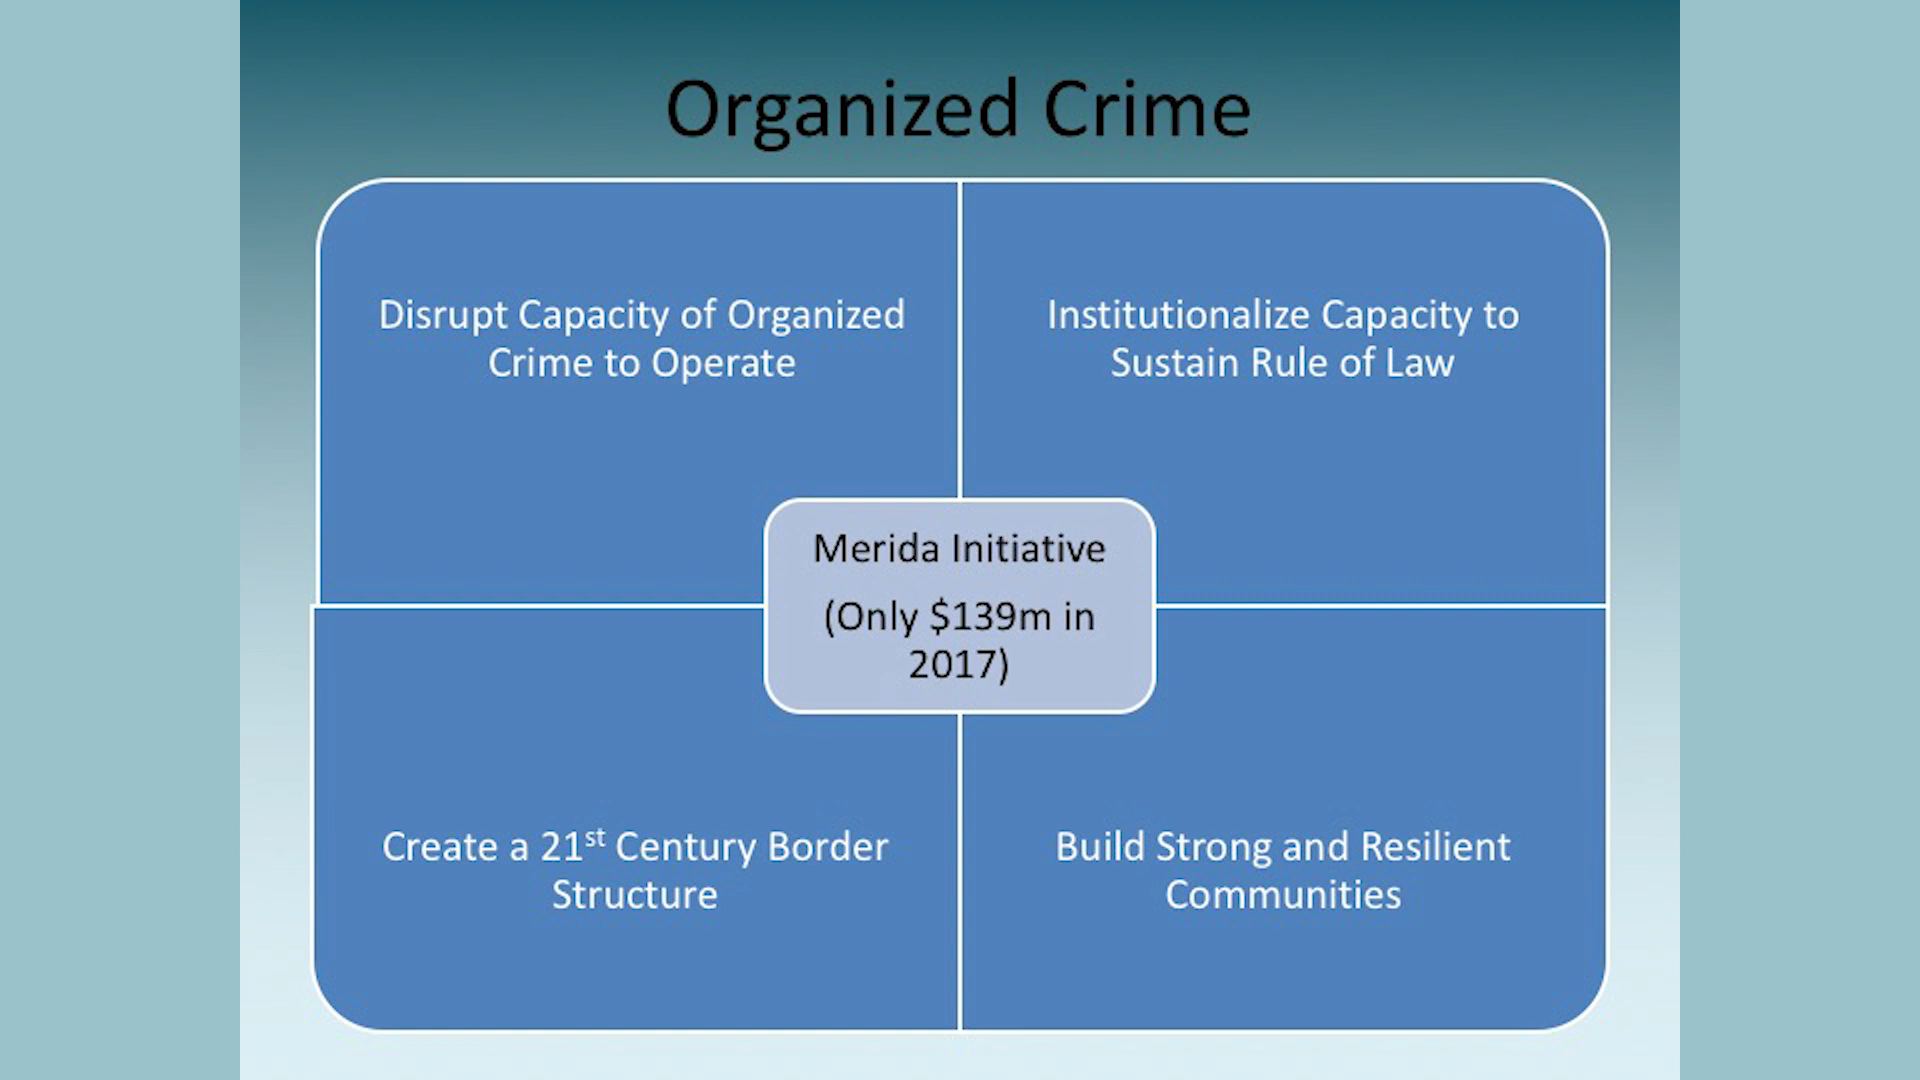 Organized Crime
Disrupt Capacity of Organized
Crime to Operate
Institutionalize Capacity to
Sustain Rule of Law
Merida Initiative
(Only $139m in
2017)
Create a 21st Century Border
Structure
Build Strong and Resilient
Communities